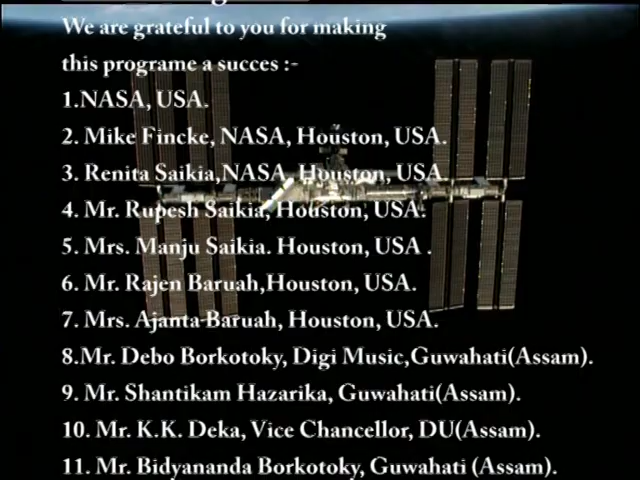 We are grateful to you for making
this programe a succes :-
1.NASA, USA.
2. Mike Fincke, NASA, Houston, USA.
3. Renita Saikia,NASA, Houston, USA.
4. Mr. Rupesh Saikia, Houston, USA.
5. Mrs. Manju Saikia. Houston, USA .
6. Mr. Rajen Baruah,Houston, USA.
7. Mrs. Ajanta Baruah, Houston, USA.
8.Mr. Debo Borkotoky, Digi Music,Guwahati(Assam).
9. Mr. Shantikam Hazarika, Guwahati(Assam).
10. Mr. K.K. Deka, Vice Chancellor, DU(Assam).
11. Mr. Bidyananda Borkotoky, Guwahati (Assam).